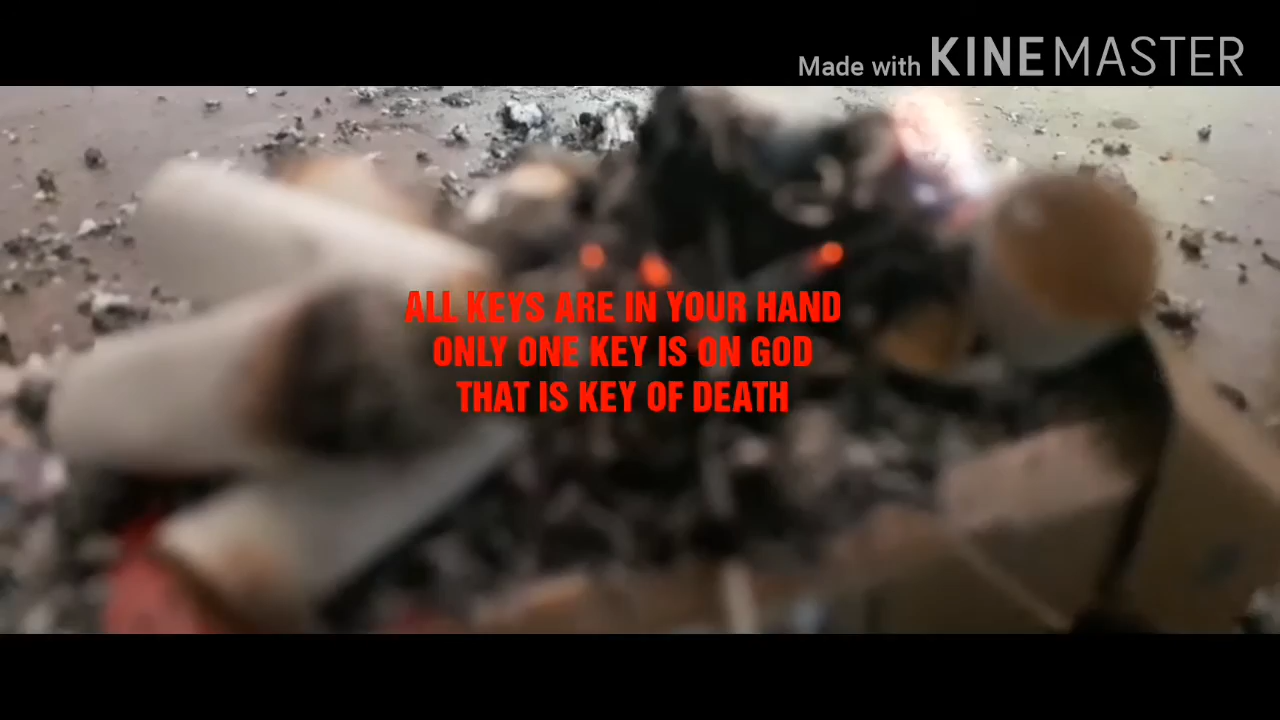 Made with KINEMASTER
ALL KEYS ARE IN YOUR HAND
ONLY ONE KEY IS ON GOD
THAT IS KEY OF DEATH